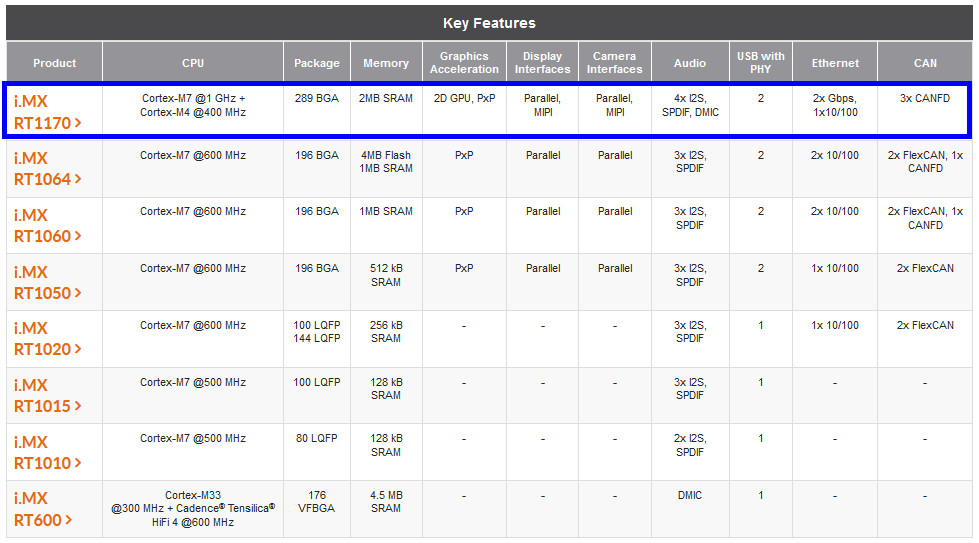 Key Features
Product CPU Package Memory Graphics Acceleration Display Interfaces Camera Interfaces Audio USB with PHY Ethernet CAN
i.MX RT1170 > Cortex-M7 @1 GHz + Cortex-M4 @400 MHz 289 BGA 2MB SRAM 2D GPU, PxP Parallel, MIPI Parallel, MIPI 4x I2S, SPDIF, DMIC 2 2x Gbps, 1x10/100 3x CANFD
i.MX RT1064 > Cortex-M7 @600 MHz 196 BGA 4MB Flash 1MB SRAM PxP Parallel Parallel 3x I2S, SPDIF 2 2x 10/100 2x FlexCAN, 1x CANFD
i.MX RT1060 > Cortex-M7 @600 MHz 196 BGA 1MB SRAM PxP Parallel Parallel 3x I2S, SPDIF 2 2x 10/100 2x FlexCAN, 1x CANFD
i.MX RT1050 > Cortex-M7 @600 MHz 196 BGA 512 kB SRAM PxP Parallel Parallel 3x I2S, SPDIF 2 1x 10/100 2x FlexCAN
i.MX RT1020 > Cortex-M7 @600 MHz 100 LQFP 144 LQFP 256 kB SRAM - - - 3x I2S, SPDIF 1 1x 10/100 2x FlexCAN
i.MX RT1015 > Cortex-M7 @500 MHz 100 LQFP 128 kB SRAM - - - 3x I2S, SPDIF 1 - -
i.MX RT1010 > Cortex-M7 @500 MHz 80 LQFP 128 kB SRAM - - - 2x I2S, SPDIF 1 - -
i.MX RT600 > Cortex-M33 @300 MHz + Cadence® Tensilica® HiFi 4 @600 MHz 176 VFBGA 4.5 MB SRAM - - - DMIC 1 - -